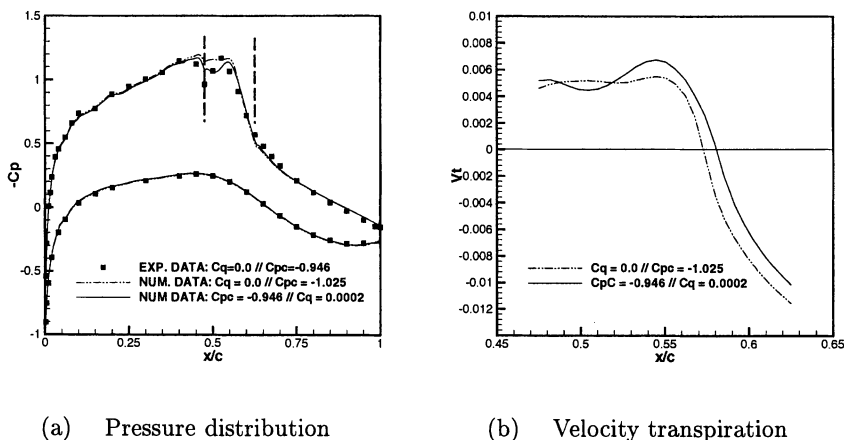 1.5
1
0.5
0
-0.5
-1
-Cp
0
0.25
0.5
0.75
1
x/c
EXP. DATA: Cq=0.0 // Cpc=-0.946
NUM. DATA: Cq = 0.0 // Cpc = -1.025
NUM DATA: Cpc = -0.946 // Cq = 0.0002
(a) Pressure distribution
0.01
0.008
0.006
0.004
0.002
0
-0.002
-0.004
-0.006
-0.008
-0.01
-0.012
Vt
0.45
0.5
0.55
0.6
0.65
x/c
Cq = 0.0 // Cpc = -1.025
CpC = -0.946 // Cq = 0.0002
(b) Velocity transpiration